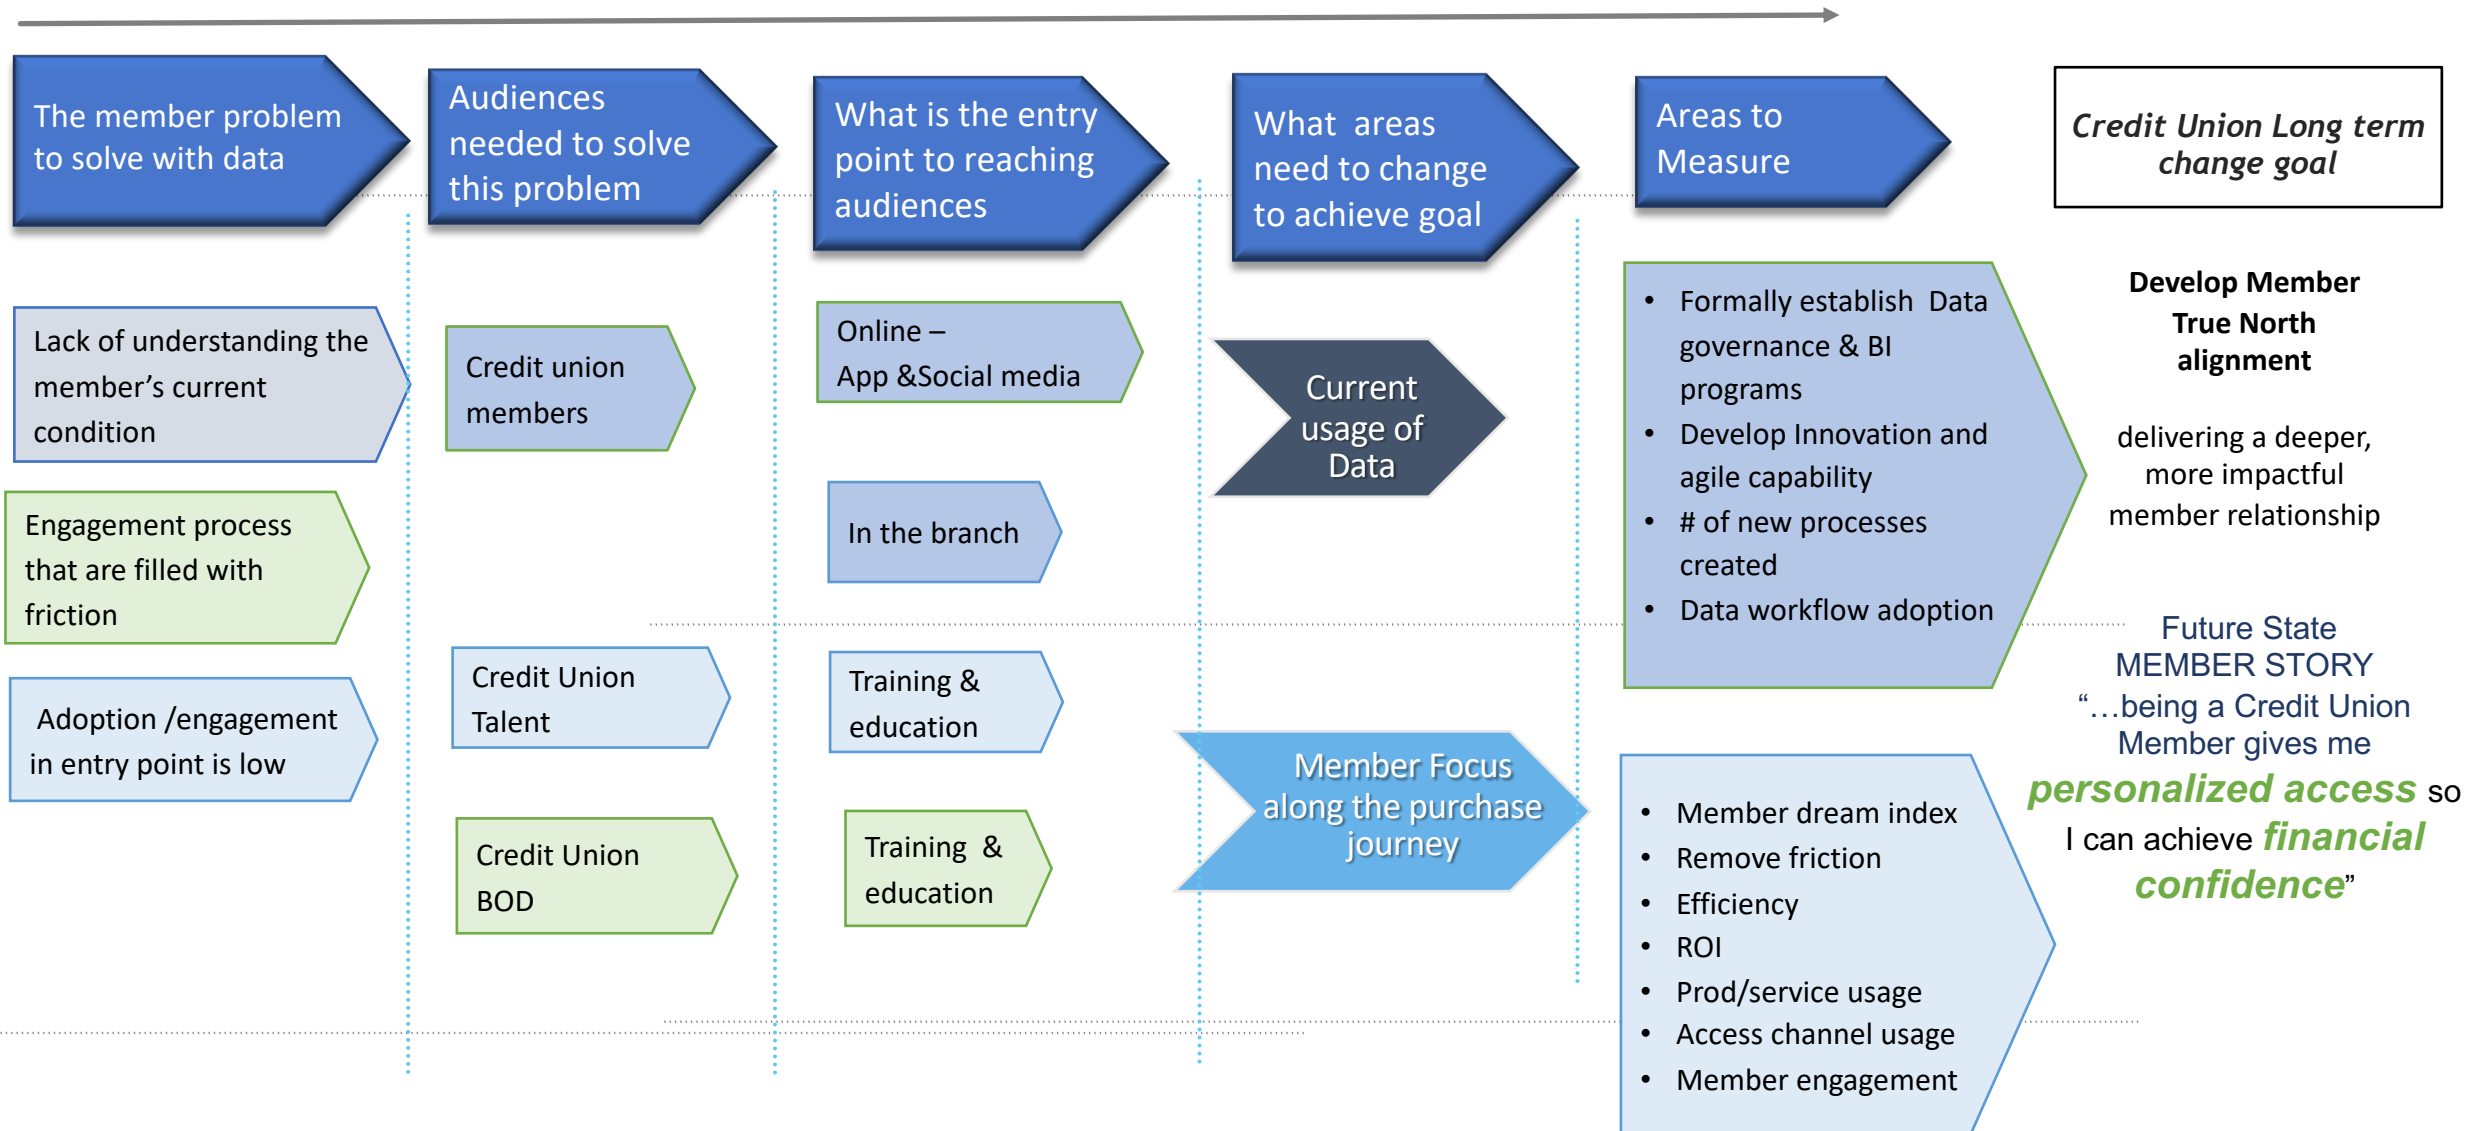 The member problem
to solve with data
Audiences
needed to solve
this problem
What is the entry
point to reaching
audiences
What  areas
need to change
to achieve goal
Areas to
Measure
Credit Union Long term
change goal
Lack of understanding the
member’s current
condition
Engagement process
that are filled with
friction
Adoption /engagement
in entry point is low
Credit union
members
Credit Union
Talent
Credit Union
BOD
Online –
App &Social media
In the branch
Training &
education
Training  &
education
Current
usage of
Data
Member Focus
along the purchase
journey
• Formally establish  Data
governance & BI
programs
• Develop Innovation and
agile capability
• # of new processes
created
• Data workflow adoption
• Member dream index
• Remove friction
• Efficiency
• ROI
• Prod/service usage
• Access channel usage
• Member engagement
Develop Member
True North
alignment
delivering a deeper,
more impactful
member relationship
Future State
MEMBER STORY
“…being a Credit Union
Member gives me
personalized access so
I can achieve financial
confidence”